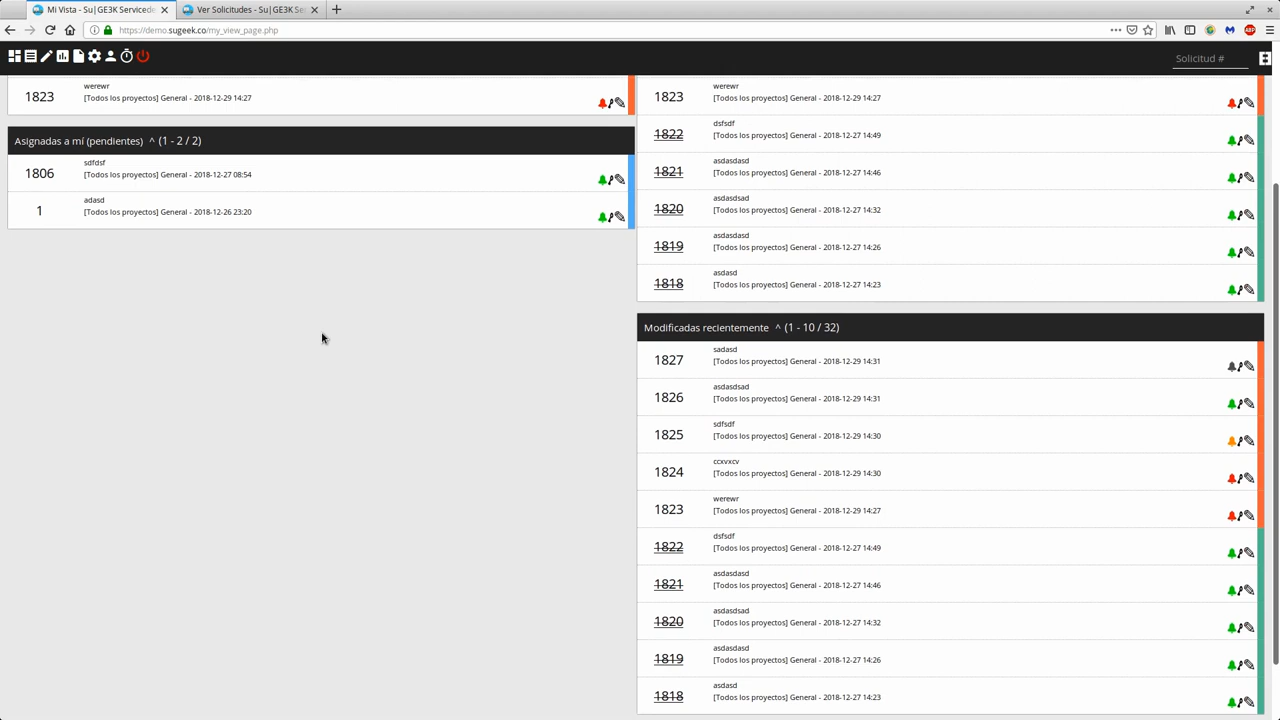 Mi Vista - Su|GE3K Servicede
Ver Solicitudes - Su|GE3K Se
https://demo.sugeek.co/my_view_page.php
Solicitud #
werewr
1823
[Todos los proyectos] General - 2018-12-29 14:27
Asignadas a mí (pendientes) ^ (1 - 2 / 2)
sdfdsf
1806
[Todos los proyectos] General - 2018-12-27 08:54
adasd
1
[Todos los proyectos] General - 2018-12-26 23:20
werewr
1823
[Todos los proyectos] General - 2018-12-29 14:27
dsfsdf
1822
[Todos los proyectos] General - 2018-12-27 14:49
asdasdasd
1821
[Todos los proyectos] General - 2018-12-27 14:46
asdasdsad
1820
[Todos los proyectos] General - 2018-12-27 14:32
asdasdasd
1819
[Todos los proyectos] General - 2018-12-27 14:26
asdasd
1818
[Todos los proyectos] General - 2018-12-27 14:23
Modificadas recientemente ^ (1 - 10 / 32)
sadasd
1827
[Todos los proyectos] General - 2018-12-29 14:31
asdasdsad
1826
[Todos los proyectos] General - 2018-12-29 14:31
sdfsdf
1825
[Todos los proyectos] General - 2018-12-29 14:30
ccxvxcv
1824
[Todos los proyectos] General - 2018-12-29 14:30
werewr
1823
[Todos los proyectos] General - 2018-12-29 14:27
dsfsdf
1822
[Todos los proyectos] General - 2018-12-27 14:49
asdasdasd
1821
[Todos los proyectos] General - 2018-12-27 14:46
asdasdsad
1820
[Todos los proyectos] General - 2018-12-27 14:32
asdasdasd
1819
[Todos los proyectos] General - 2018-12-27 14:26
asdasd
1818
[Todos los proyectos] General - 2018-12-27 14:23